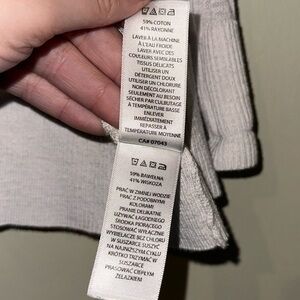 59% COTON
41% RAYONNE
LAVER À LA MACHINE
À L'EAU FROIDE
LAVER AVEC DES
COULEURS SEMBLABLES
TISSUS DÉLICATS
UTILISER UN
DÉTERGENT DOUX
UTILISER UN CHLORURE
NON DÉCOLORANT
SEULEMENT AU BESOIN
SÉCHER PAR CULBUTAGE
À TEMPÉRATURE BASSE
ENLEVER
IMMÉDIATEMENT
REPASSER À
TEMPÉRATURE MOYENNE
CA# 07043
59% BAWEŁNA
41% WISKOZA
PRAĆ W ZIMNEJ WODZIE
PRAĆ Z PODOBNYMI
KOLORAMI
PRANIE DELIKATNE
UŻYWAĆ ŁAGODNEGO
ŚRODKA PIORĄCEGO
STOSOWAĆ WYŁĄCZNIE
WYBIELACZE BEZ CHLORU
W SUSZARCE SUSZYĆ
NA NAJNIŻSZYM CYKLU
KRÓTKO TRZYMAĆ W
SUSZARCE
PRASOWAĆ CIEPŁYM
ŻELAZKIEM